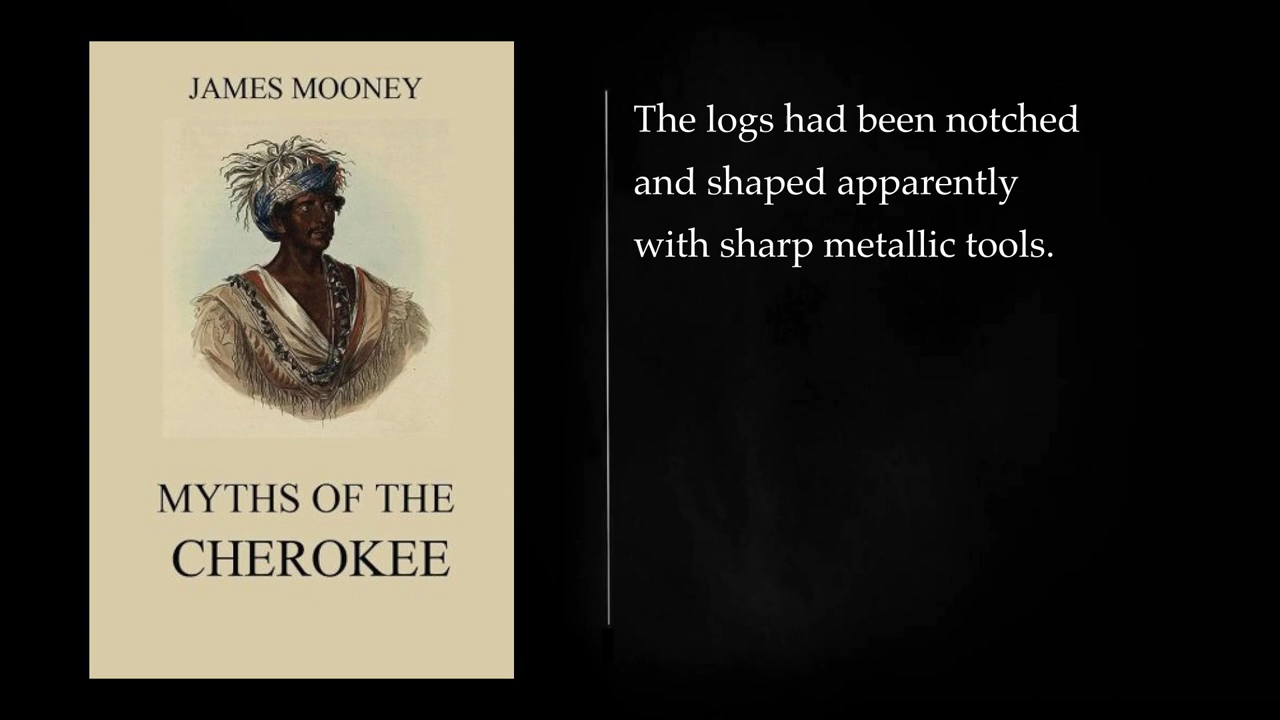 JAMES MOONEY
MYTHS OF THE
CHEROKEE
The logs had been notched
and shaped apparently
with sharp metallic tools.